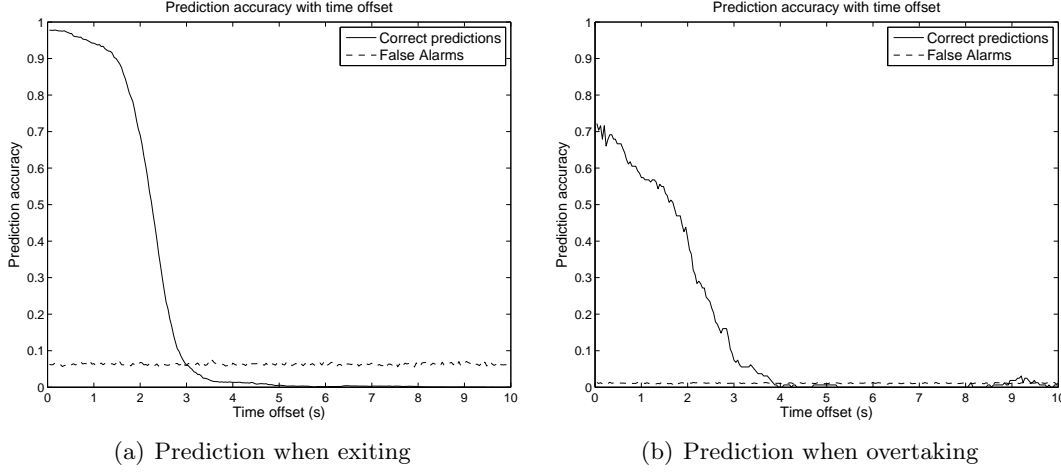 Prediction accuracy with time offset
1
0.9
0.8
0.7
0.6
0.5
0.4
0.3
0.2
0.1
0
Prediction accuracy
Correct predictions
False Alarms
0 1 2 3 4 5 6 7 8 9 10
Time offset (s)
(a) Prediction when exiting
Prediction accuracy with time offset
1
0.9
0.8
0.7
0.6
0.5
0.4
0.3
0.2
0.1
0
Prediction accuracy
Correct predictions
False Alarms
0 1 2 3 4 5 6 7 8 9 10
Time offset (s)
(b) Prediction when overtaking